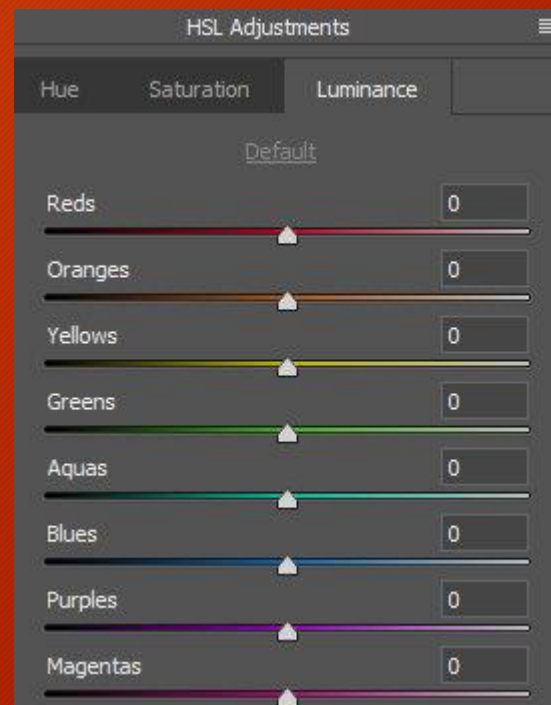 HSL Adjustments
Hue Saturation Luminance
Default
Reds 0
Oranges 0
Yellows 0
Greens 0
Aquas 0
Blues 0
Purples 0
Magentas 0